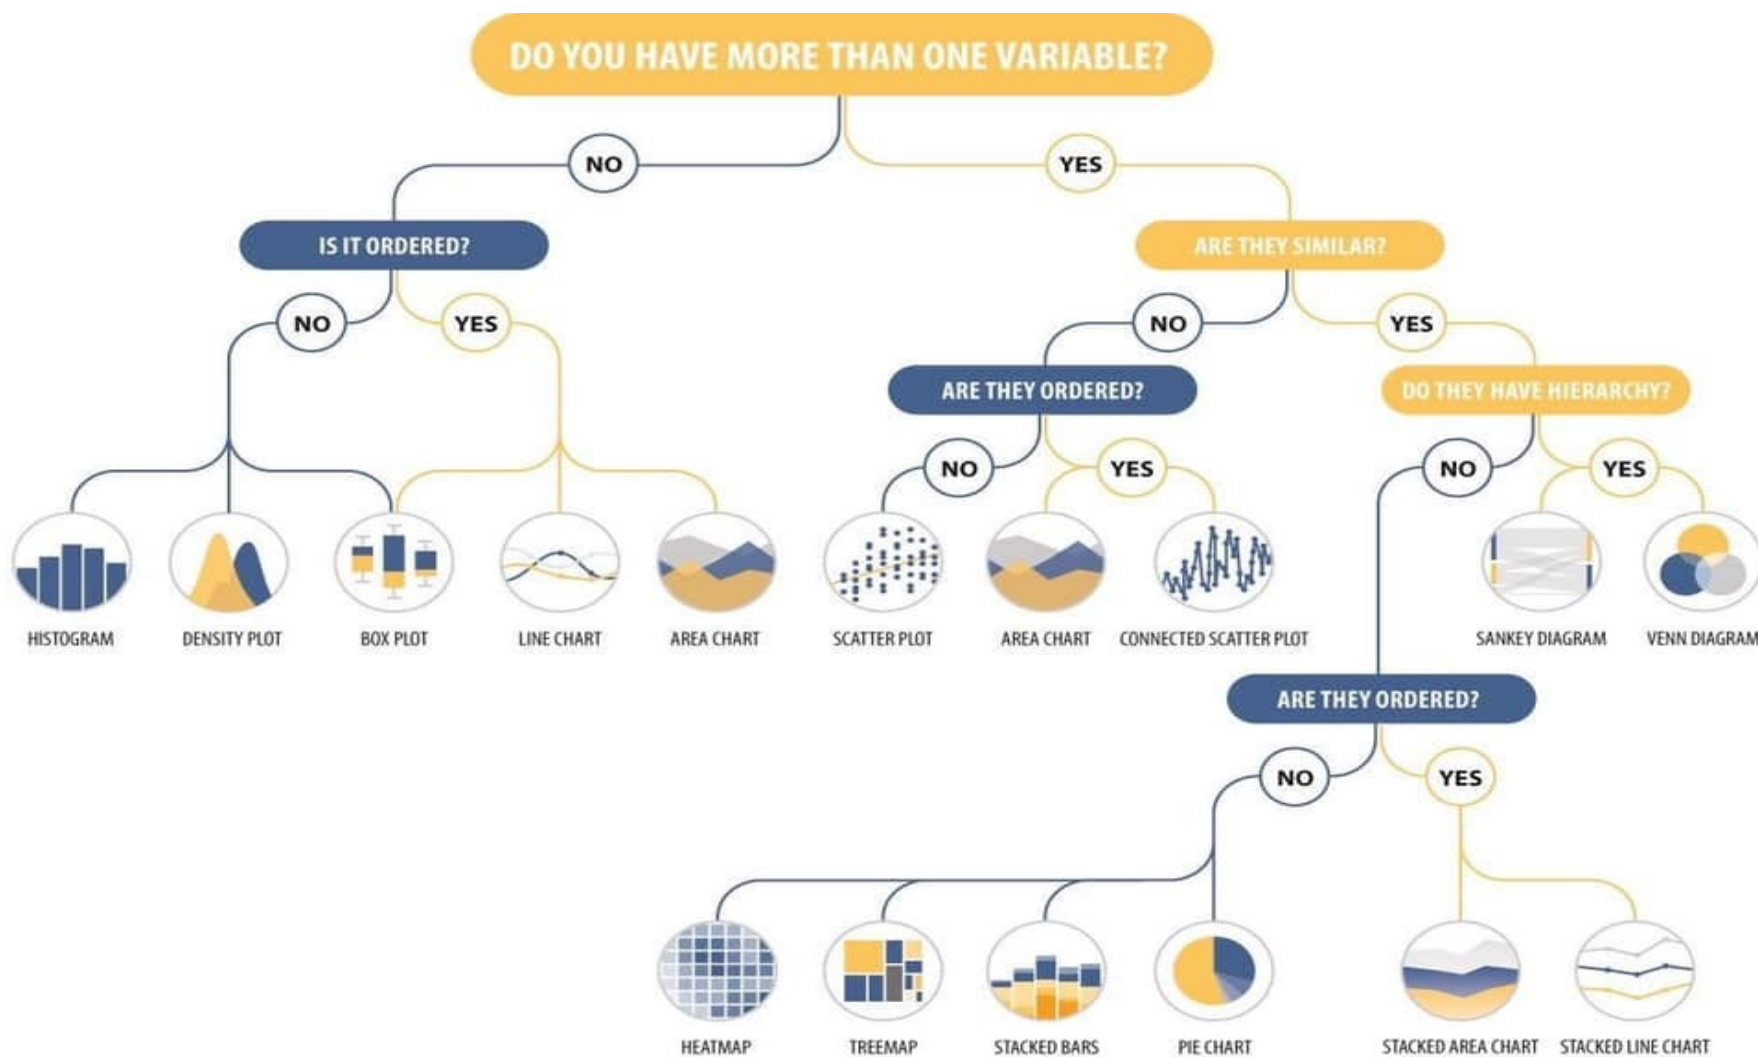 DO YOU HAVE MORE THAN ONE VARIABLE?
NO
YES
IS IT ORDERED?
ARE THEY SIMILAR?
NO
YES
NO
YES
ARE THEY ORDERED?
DO THEY HAVE HIERARCHY?
NO
YES
NO
YES
HISTOGRAM
DENSITY PLOT
BOX PLOT
LINE CHART
AREA CHART
SCATTER PLOT
AREA CHART
CONNECTED SCATTER PLOT
SANKEY DIAGRAM
VENN DIAGRAM
ARE THEY ORDERED?
NO
YES
HEATMAP
TREEMAP
STACKED BARS
PIE CHART
STACKED AREA CHART
STACKED LINE CHART